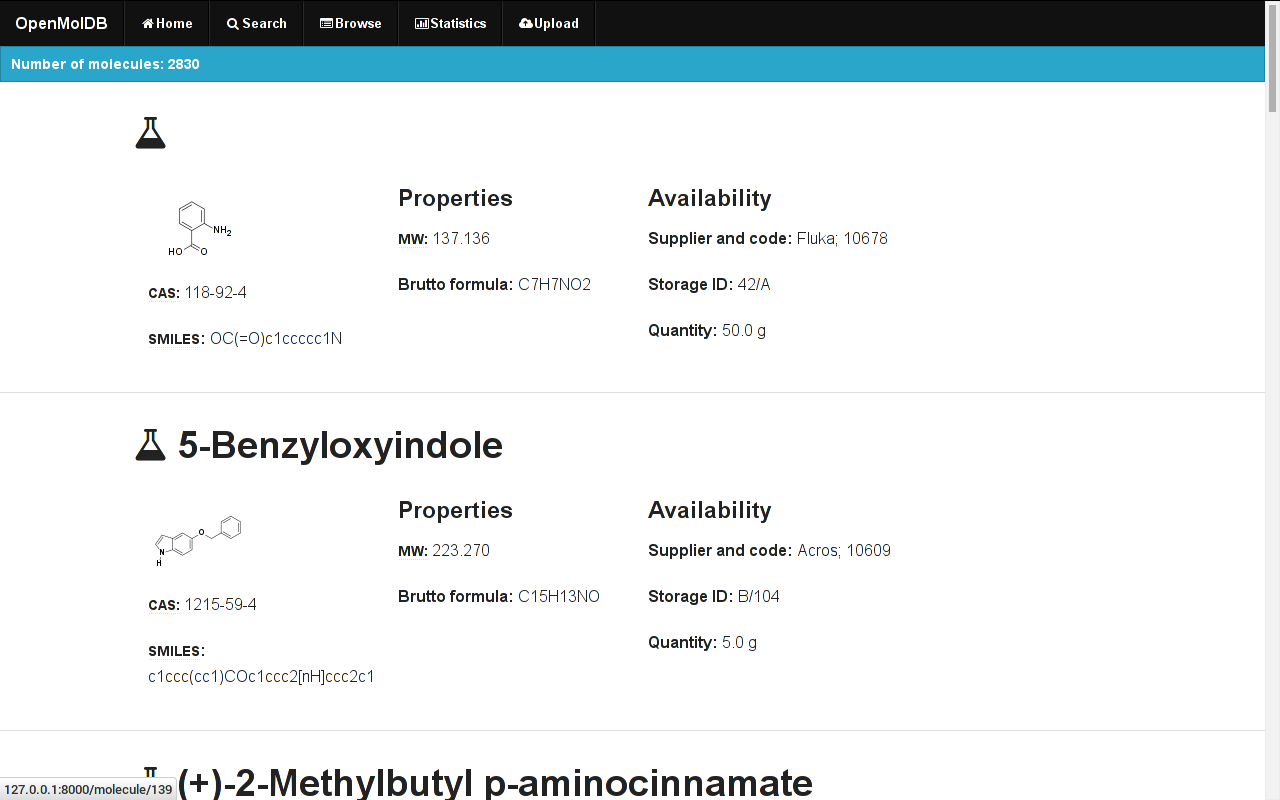 OpenMolDB Home Search Browse Statistics Upload
Number of molecules: 2830
NH2
HO O
CAS: 118-92-4
SMILES: OC(=O)c1ccccc1N
Properties
MW: 137.136
Brutto formula: C7H7NO2
Availability
Supplier and code: Fluka; 10678
Storage ID: 42/A
Quantity: 50.0 g
5-Benzyloxyindole
O
N
H
CAS: 1215-59-4
SMILES:
c1ccc(cc1)COc1ccc2[nH]ccc2c1
Properties
MW: 223.270
Brutto formula: C15H13NO
Availability
Supplier and code: Acros; 10609
Storage ID: B/104
Quantity: 5.0 g
(+)-2-Methylbutyl p-aminocinnamate
127.0.0.1:8000/molecule/139